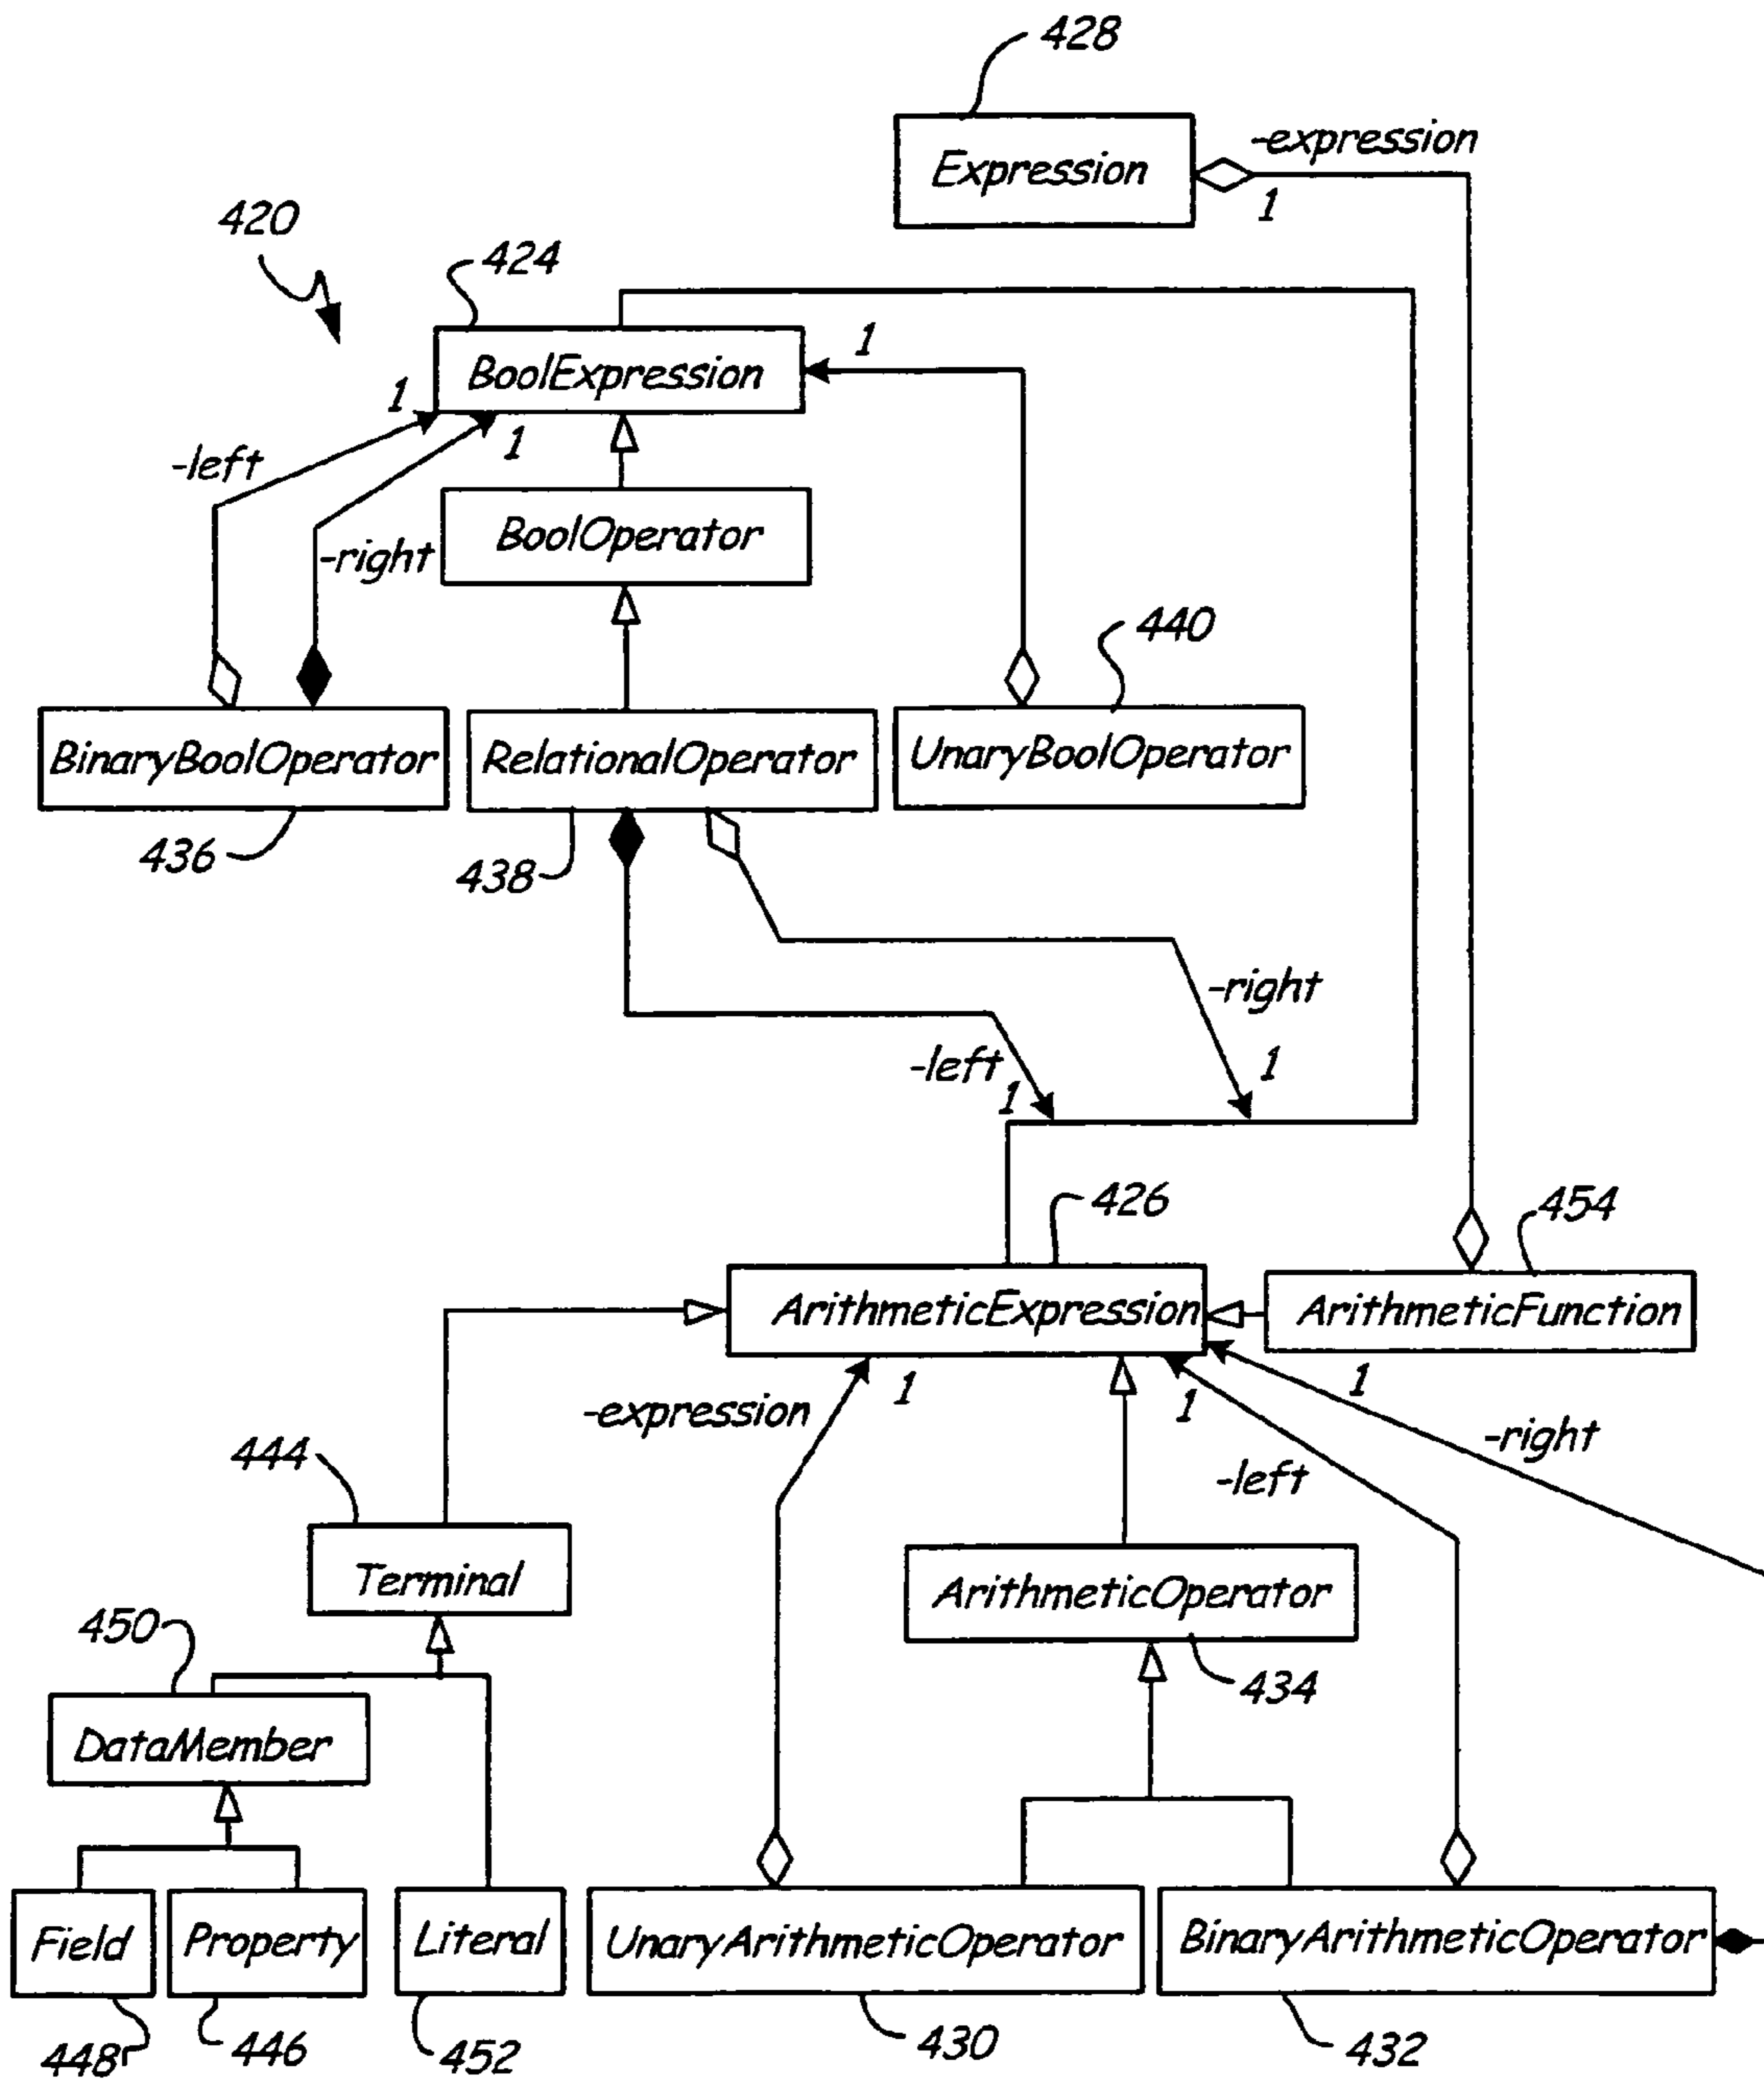 428
Expression
-expression
1
420
424
BoolExpression
1
1
-left
1
-right
BoolOperator
440
BinaryBoolOperator
RelationalOperator
UnaryBoolOperator
436
438
-right
-left
1
1
426
454
ArithmeticExpression
ArithmeticFunction
-expression
1
1
1
-right
-left
444
Terminal
ArithmeticOperator
450
434
DataMember
Field
Property
Literal
UnaryArithmeticOperator
BinaryArithmeticOperator
448
446
452
430
432